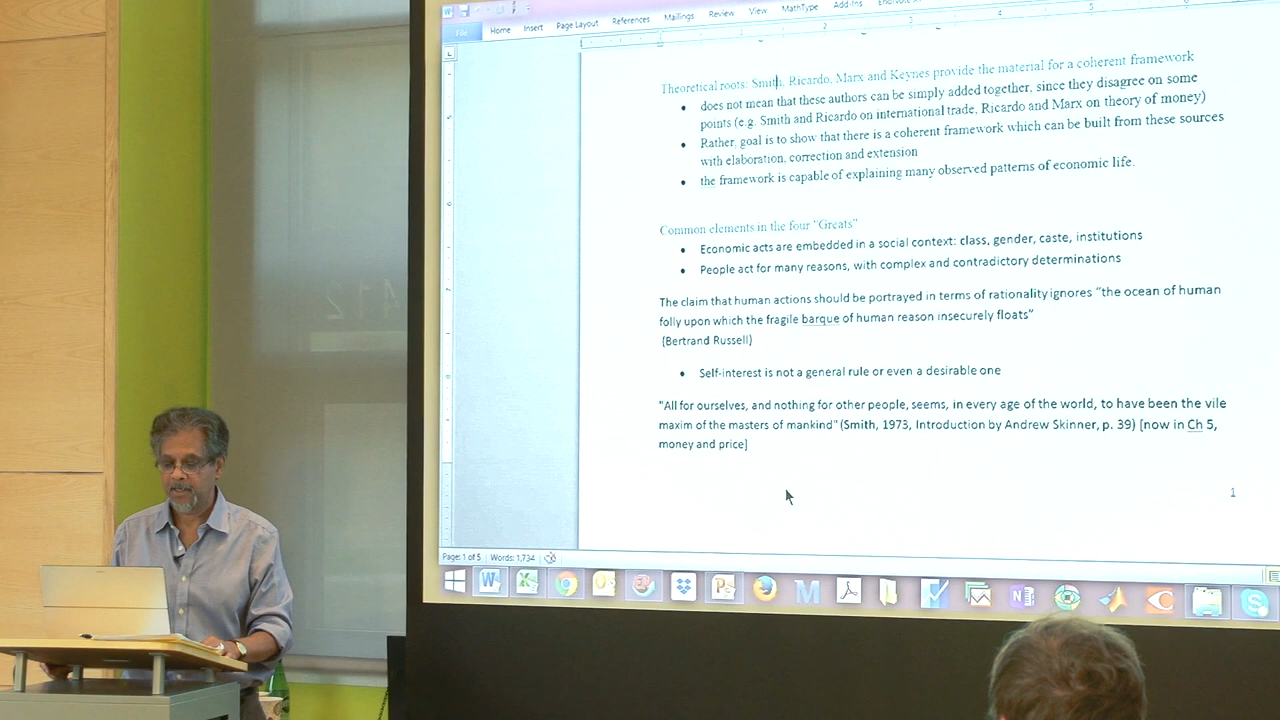 File Home Insert Page Layout References Mailings Review View MathType Add-Ins
Theoretical roots: Smith, Ricardo, Marx and Keynes provide the material for a coherent framework
• does not mean that these authors can be simply added together, since they disagree on some
points (e.g. Smith and Ricardo on international trade, Ricardo and Marx on theory of money)
• Rather, goal is to show that there is a coherent framework which can be built from these sources
with elaboration, correction and extension
• the framework is capable of explaining many observed patterns of economic life.
Common elements in the four "Greats"
• Economic acts are embedded in a social context: class, gender, caste, institutions
• People act for many reasons, with complex and contradictory determinations
The claim that human actions should be portrayed in terms of rationality ignores “the ocean of human
folly upon which the fragile barque of human reason insecurely floats”
(Bertrand Russell)
• Self-interest is not a general rule or even a desirable one
"All for ourselves, and nothing for other people, seems, in every age of the world, to have been the vile
maxim of the masters of mankind" (Smith, 1973, Introduction by Andrew Skinner, p. 39) [now in Ch 5,
money and price]
1
Page: 1 of 5 Words: 1,734